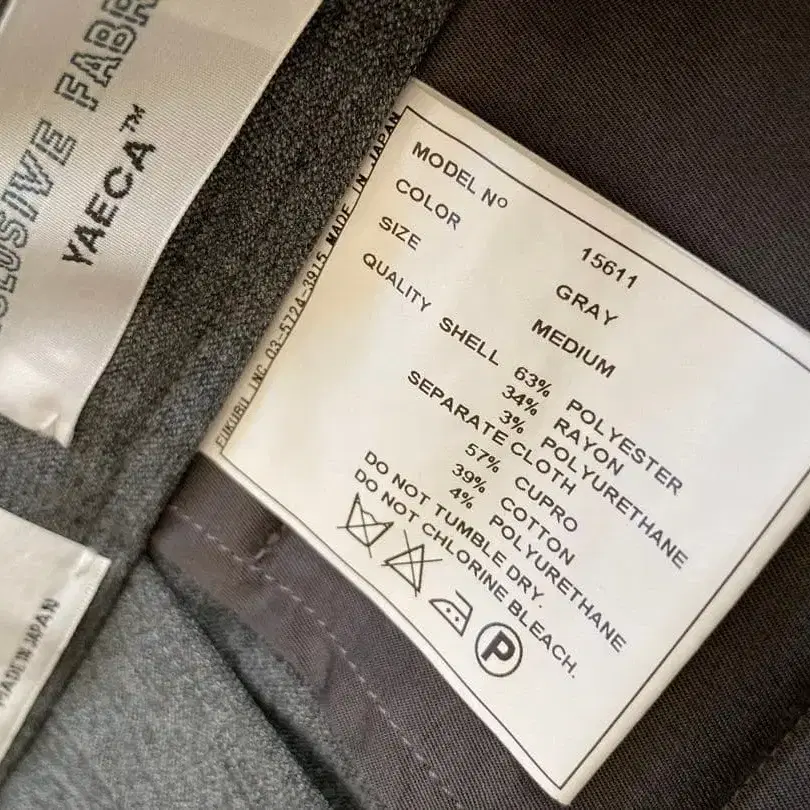 EXCLUSIVE FABR
YAECA™
MADE IN JAPAN
MODEL Nº 15611
COLOR GRAY
SIZE MEDIUM
QUALITY SHELL 63% POLYESTER
34% RAYON
3% POLYURETHANE
SEPARATE CLOTH
57% CUPRO
39% COTTON
4% POLYURETHANE
DO NOT TUMBLE DRY.
DO NOT CHLORINE BLEACH.
P
FUKUBU, INC. 03-5724-3915 MADE IN JAPAN